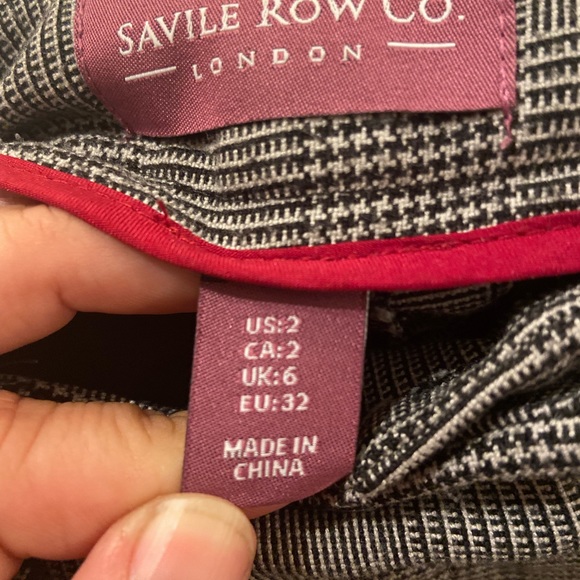 SAVILE ROW CO.
— LONDON —
US:2
CA:2
UK:6
EU:32
MADE IN
CHINA